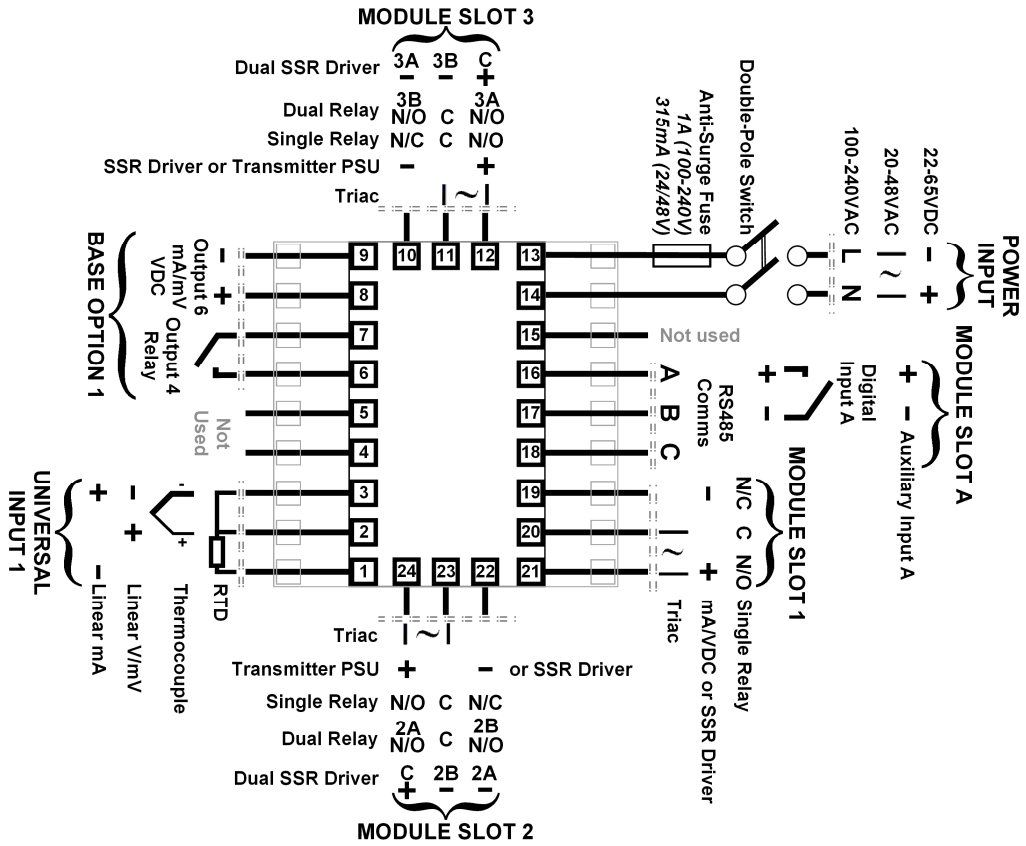 MODULE SLOT 3
Dual SSR Driver 3A 3B C
− − +
Dual Relay 3B 3A
N/O C N/O
Single Relay N/C C N/O
SSR Driver or Transmitter PSU − +
Triac ~
BASE OPTION 1
Output 6
mA/mV
VDC
− +
Output 4
Relay
Not
Used
UNIVERSAL
INPUT 1
+ −
Linear mA
− +
Linear V/mV
- +
Thermocouple
RTD
9
8
7
6
5
4
3
2
1
10 11 12
13
14
15
16
17
18
19
20
21
24 23 22
315mA (24/48V)
1A (100-240V)
Anti-Surge Fuse
Double-Pole Switch
100-240VAC
L N
20-48VAC
~
22-65VDC
− +
POWER
INPUT
Not used
A B C
RS485
Comms
+ −
Digital
Input A
+ −
Auxiliary Input A
MODULE SLOT A
MODULE SLOT 1
N/C C N/O
Single Relay
− +
mA/VDC or SSR Driver
~
Triac
Triac ~
Transmitter PSU + − or SSR Driver
Single Relay N/O C N/C
Dual Relay 2A 2B
N/O C N/O
Dual SSR Driver C 2B 2A
+ − −
MODULE SLOT 2